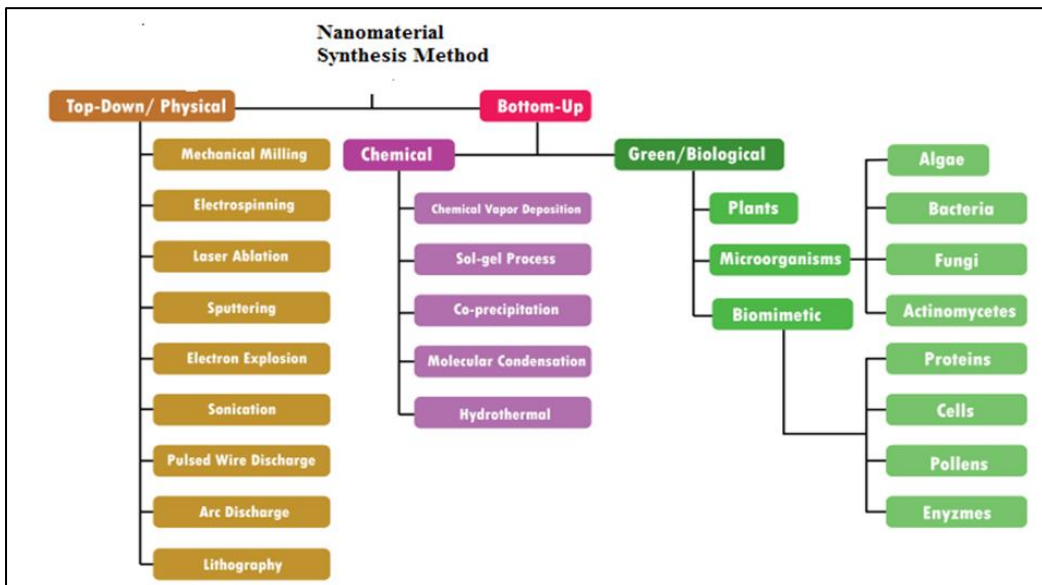 Nanomaterial
Synthesis Method
Top-Down/ Physical
Bottom-Up
Mechanical Milling
Electrospinning
Laser Ablation
Sputtering
Electron Explosion
Sonication
Pulsed Wire Discharge
Arc Discharge
Lithography
Chemical
Chemical Vapor Deposition
Sol-gel Process
Co-precipitation
Molecular Condensation
Hydrothermal
Green/Biological
Plants
Microorganisms
Biomimetic
Algae
Bacteria
Fungi
Actinomycetes
Proteins
Cells
Pollens
Enyzmes